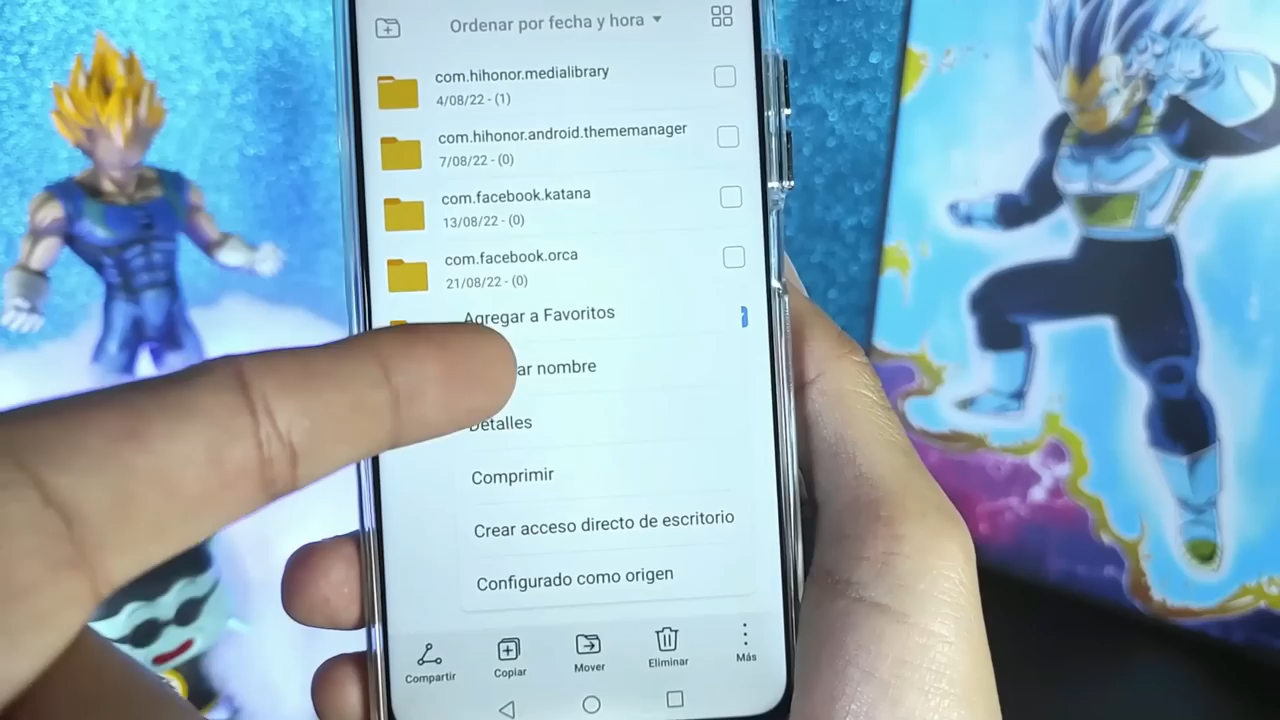 Ordenar por fecha y hora
com.hihonor.medialibrary
4/08/22 - (1)
com.hihonor.android.thememanager
7/08/22 - (0)
com.facebook.katana
13/08/22 - (0)
com.facebook.orca
21/08/22 - (0)
Agregar a Favoritos
ar nombre
Detalles
Comprimir
Crear acceso directo de escritorio
Configurado como origen
Compartir
Copiar
Mover
Eliminar
Más